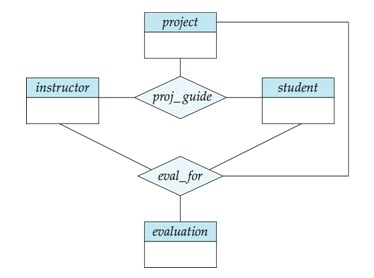 project
instructor
proj_guide
student
eval_for
evaluation